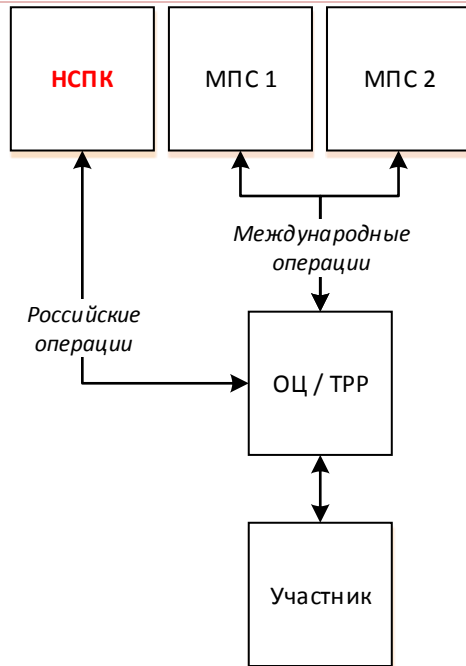 НСПК
МПС 1
МПС 2
Международные
операции
Российские
операции
ОЦ / ТРР
Участник